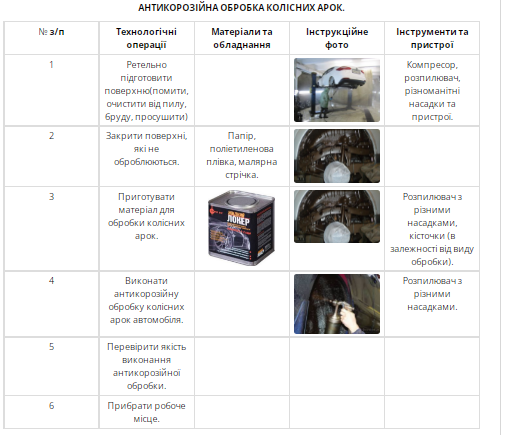 АНТИКОРОЗІЙНА ОБРОБКА КОЛІСНИХ АРОК.
№ з/п
Технологічні
операції
Матеріали та
обладнання
Інструкційне
фото
Інструменти та
пристрої
1
Ретельно
підготовити
поверхню(помити,
очистити від пилу,
бруду, просушити)
Компресор,
розпилювач,
різноманітні
насадки та
пристрої.
2
Закрити поверхні,
які не
оброблюються.
Папір,
поліетиленова
плівка, малярна
стрічка.
3
Приготувати
матеріал для
обробки колісних
арок.
ЛОКЕР
Розпилювач з
різними
насадками,
кісточки (в
залежності від виду
обробки).
4
Виконати
антикорозійну
обробку колісних
арок автомобіля.
Розпилювач з
різними
насадками.
5
Перевірити якість
виконання
антикорозійної
обробки.
6
Прибрати робоче
місце.